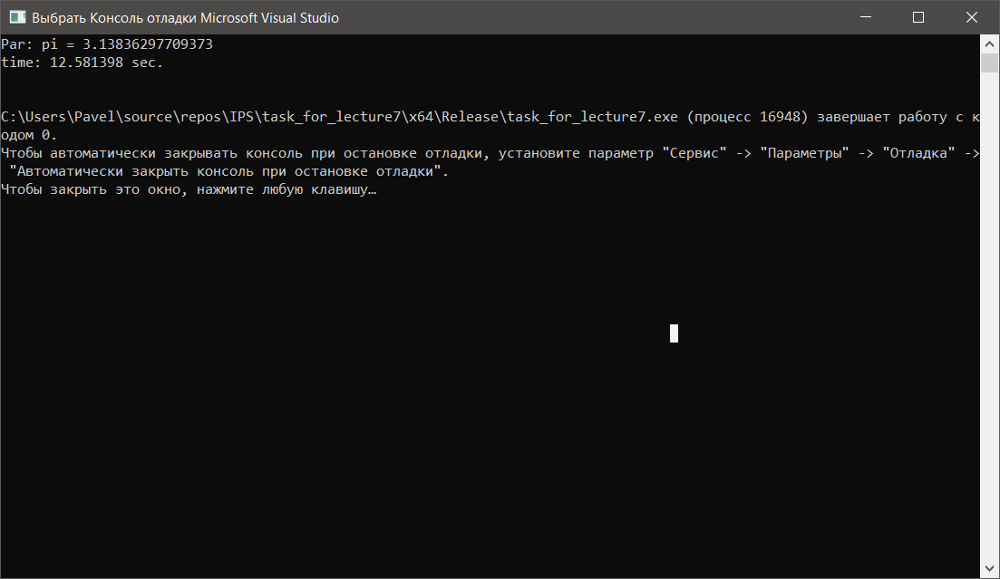 Выбрать Консоль отладки Microsoft Visual Studio
Par: pi = 3.13836297709373
time: 12.581398 sec.
C:\Users\Pavel\source\repos\IPS\task_for_lecture7\x64\Release\task_for_lecture7.exe (процесс 16948) завершает работу с к
одом 0.
Чтобы автоматически закрывать консоль при остановке отладки, установите параметр "Сервис" -> "Параметры" -> "Отладка" ->
"Автоматически закрыть консоль при остановке отладки".
Чтобы закрыть это окно, нажмите любую клавишу…